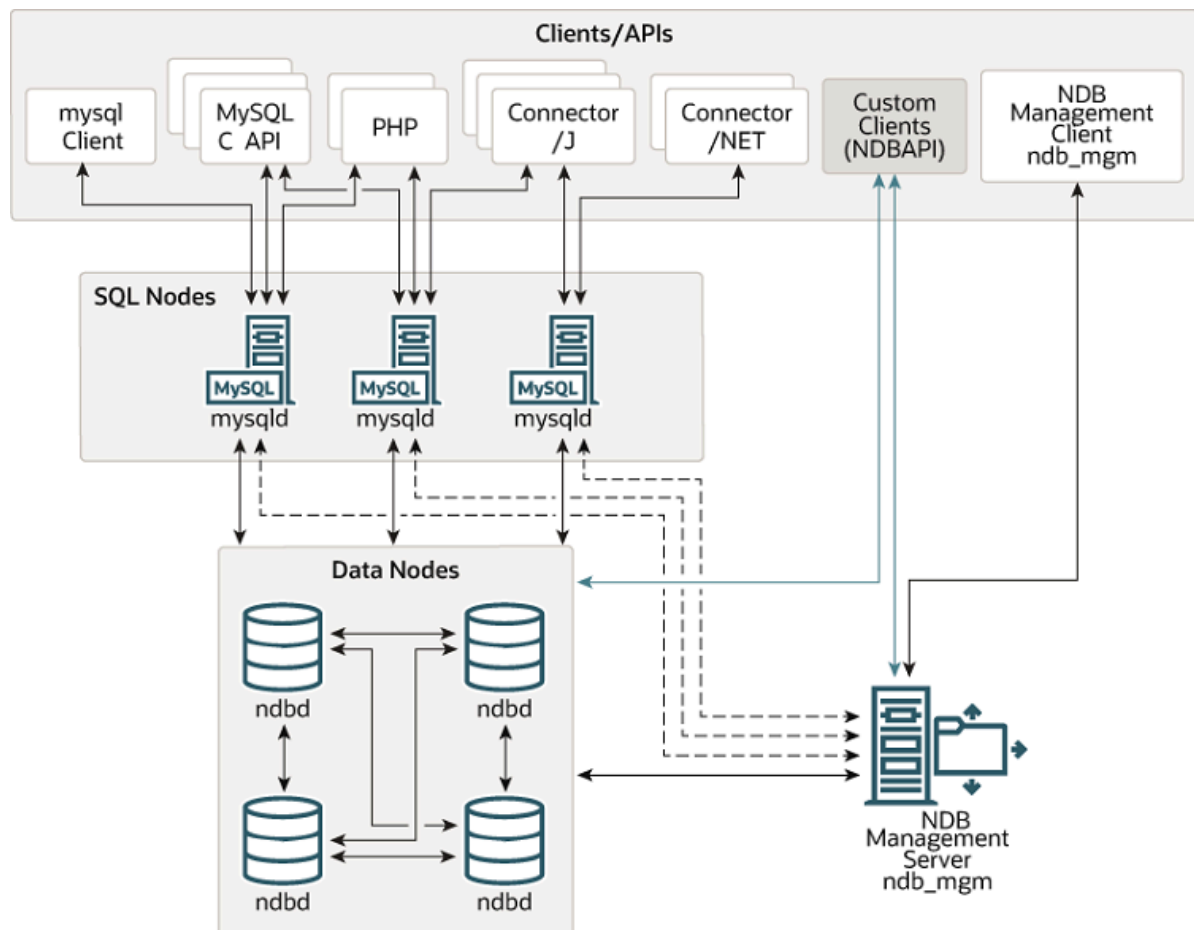 Clients/APIs
mysql
Client
MySQL
C API
PHP
Connector
/J
Connector
/NET
Custom
Clients
(NDBAPI)
NDB
Management
Client
ndb_mgm
SQL Nodes
MySQL
mysqld
MySQL
mysqld
MySQL
mysqld
Data Nodes
ndbd
ndbd
ndbd
ndbd
NDB
Management
Server
ndb_mgm